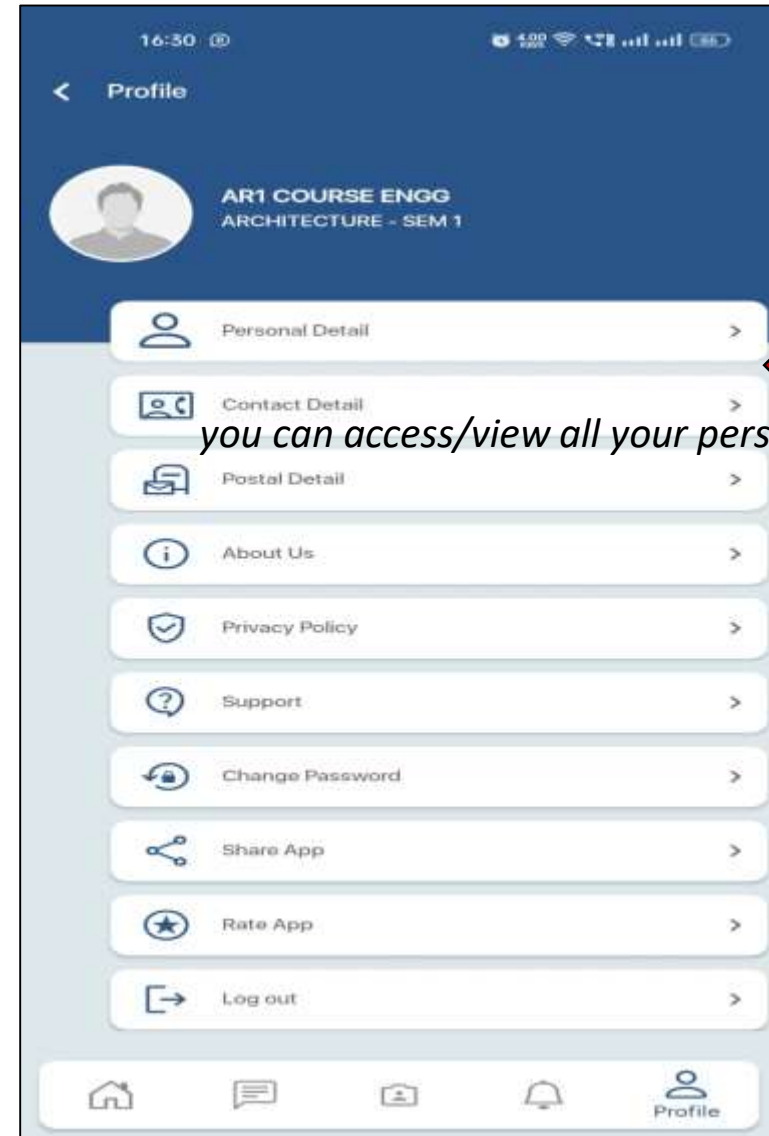 16:30
Profile
AR1 COURSE ENGG
ARCHITECTURE - SEM 1
Personal Detail
Contact Detail
you can access/view all your pers
Postal Detail
About Us
Privacy Policy
Support
Change Password
Share App
Rate App
Log out
Profile